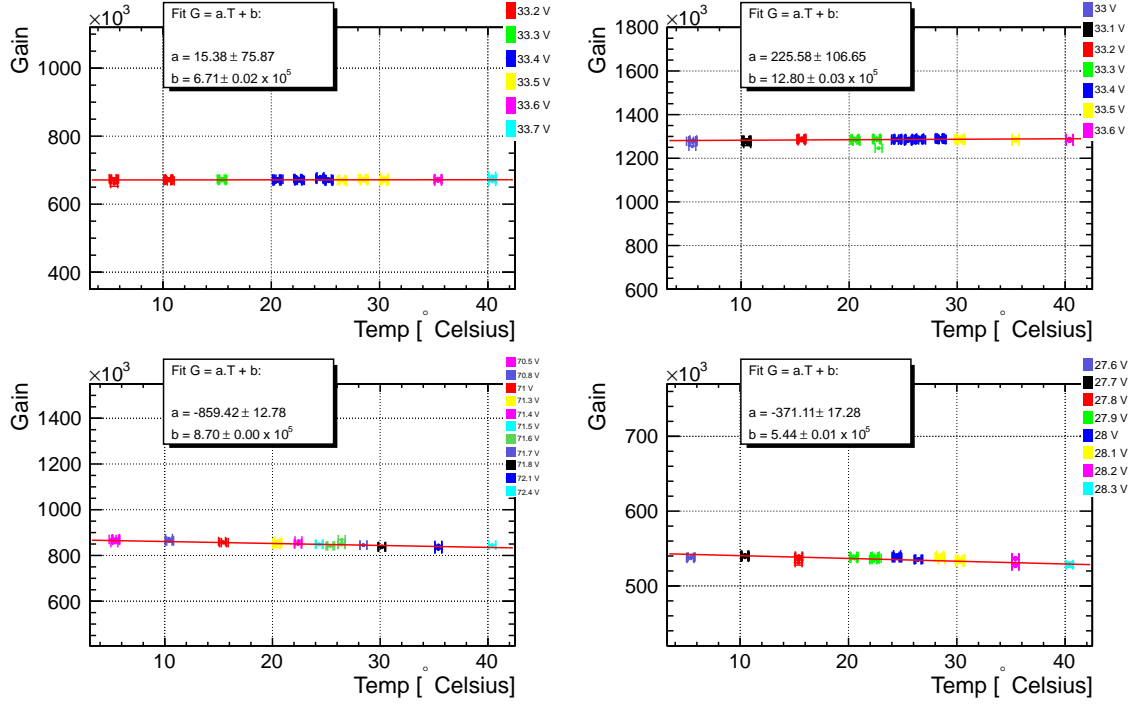 ×10³
Gain
1000
800
600
400
10
20
30
40
Temp [° Celsius]
Fit G = a.T + b:
a = 15.38 ± 75.87
b = 6.71 ± 0.02 x 10⁵
33.2 V
33.3 V
33.4 V
33.5 V
33.6 V
33.7 V
×10³
Gain
1800
1600
1400
1200
1000
800
600
10
20
30
40
Temp [° Celsius]
Fit G = a.T + b:
a = 225.58 ± 106.65
b = 12.80 ± 0.03 x 10⁵
33 V
33.1 V
33.2 V
33.3 V
33.4 V
33.5 V
33.6 V
×10³
Gain
1400
1200
1000
800
600
10
20
30
40
Temp [° Celsius]
Fit G = a.T + b:
a = -859.42 ± 12.78
b = 8.70 ± 0.00 x 10⁵
70.5 V
70.8 V
71 V
71.3 V
71.4 V
71.5 V
71.6 V
71.7 V
71.8 V
72.1 V
72.4 V
×10³
Gain
700
600
500
10
20
30
40
Temp [° Celsius]
Fit G = a.T + b:
a = -371.11 ± 17.28
b = 5.44 ± 0.01 x 10⁵
27.6 V
27.7 V
27.8 V
27.9 V
28 V
28.1 V
28.2 V
28.3 V